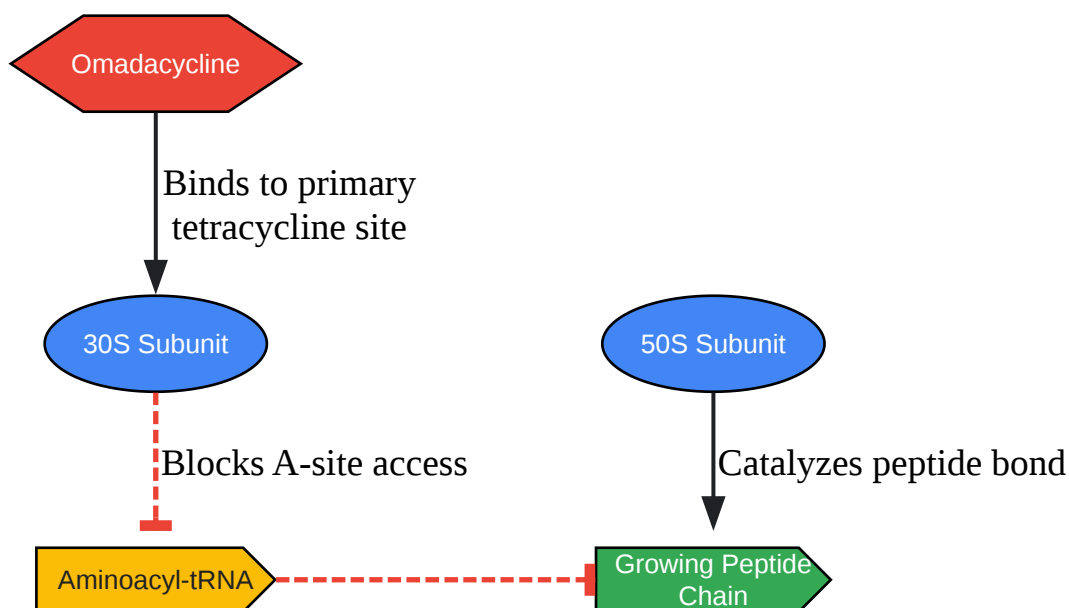 Omadacycline
Binds to primary
tetracycline site
30S Subunit
50S Subunit
Blocks A-site access
Catalyzes peptide bond
Aminoacyl-tRNA
Growing Peptide
Chain